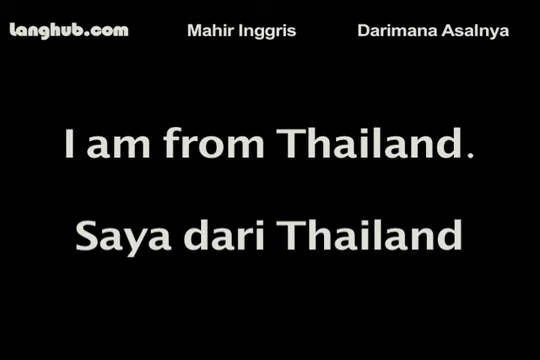 Langhub.com Mahir Inggris Darimana Asalnya
I am from Thailand.
Saya dari Thailand